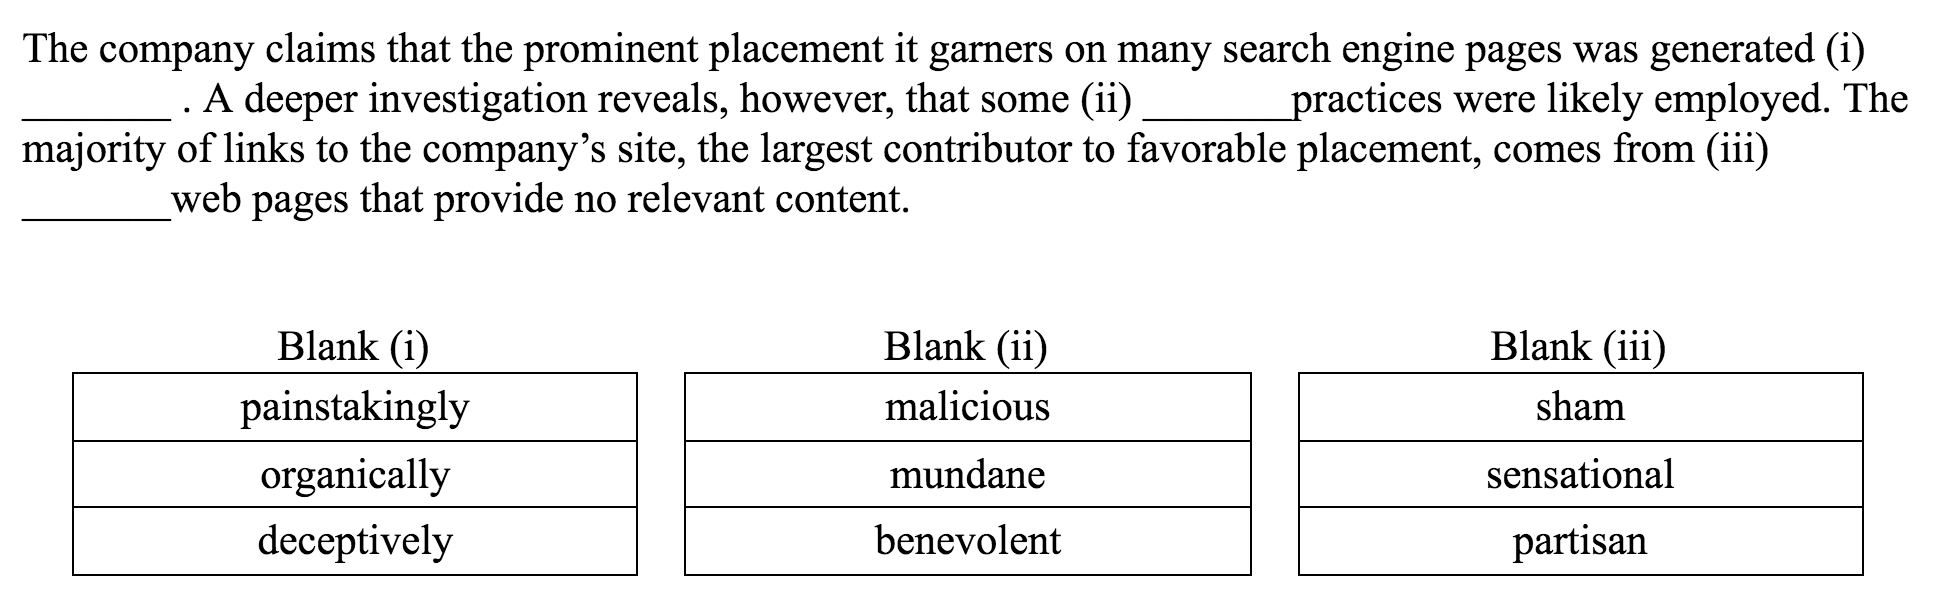 The company claims that the prominent placement it garners on many search engine pages was generated (i)
_______ . A deeper investigation reveals, however, that some (ii) _______practices were likely employed. The
majority of links to the company’s site, the largest contributor to favorable placement, comes from (iii)
_______web pages that provide no relevant content.
Blank (i) Blank (ii) Blank (iii)
painstakingly malicious sham
organically mundane sensational
deceptively benevolent partisan